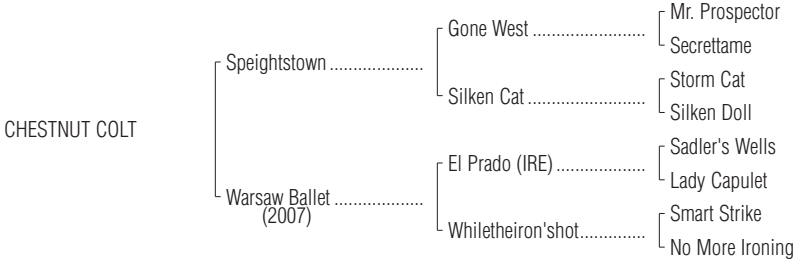 Mr. Prospector
Gone West ........................
Secrettame
Speightstown ....................
Storm Cat
Silken Cat .........................
Silken Doll
CHESTNUT COLT
Sadler's Wells
El Prado (IRE) ...................
Lady Capulet
Warsaw Ballet ...................
(2007)
Smart Strike
Whiletheiron'shot..............
No More Ironing